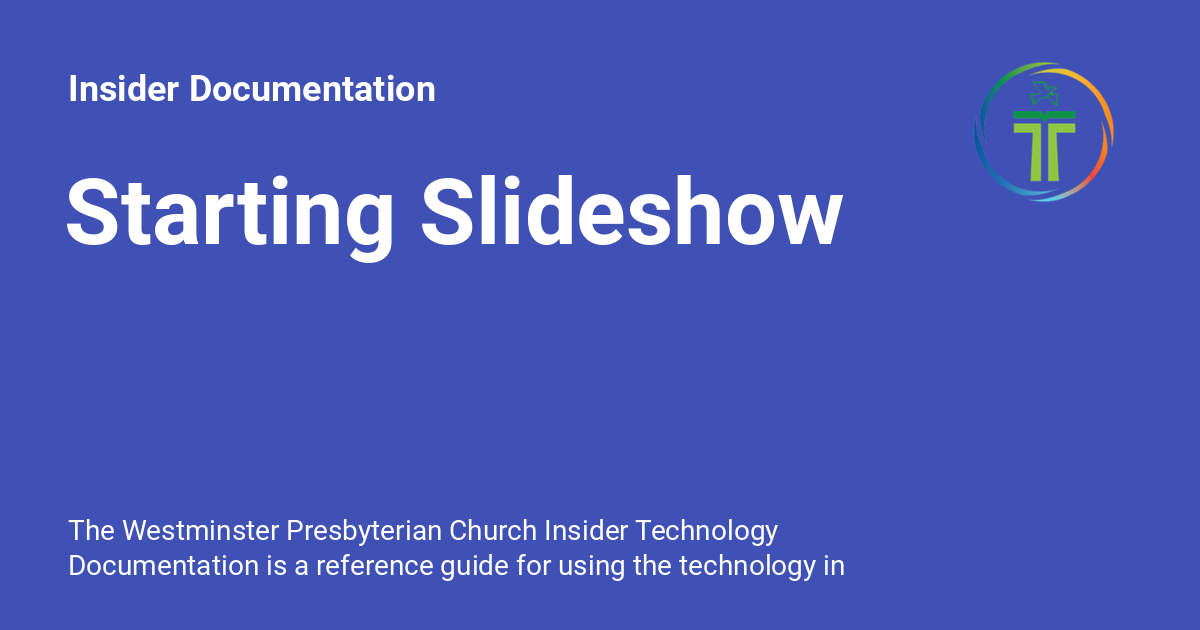 Insider Documentation
Starting Slideshow
The Westminster Presbyterian Church Insider Technology
Documentation is a reference guide for using the technology in